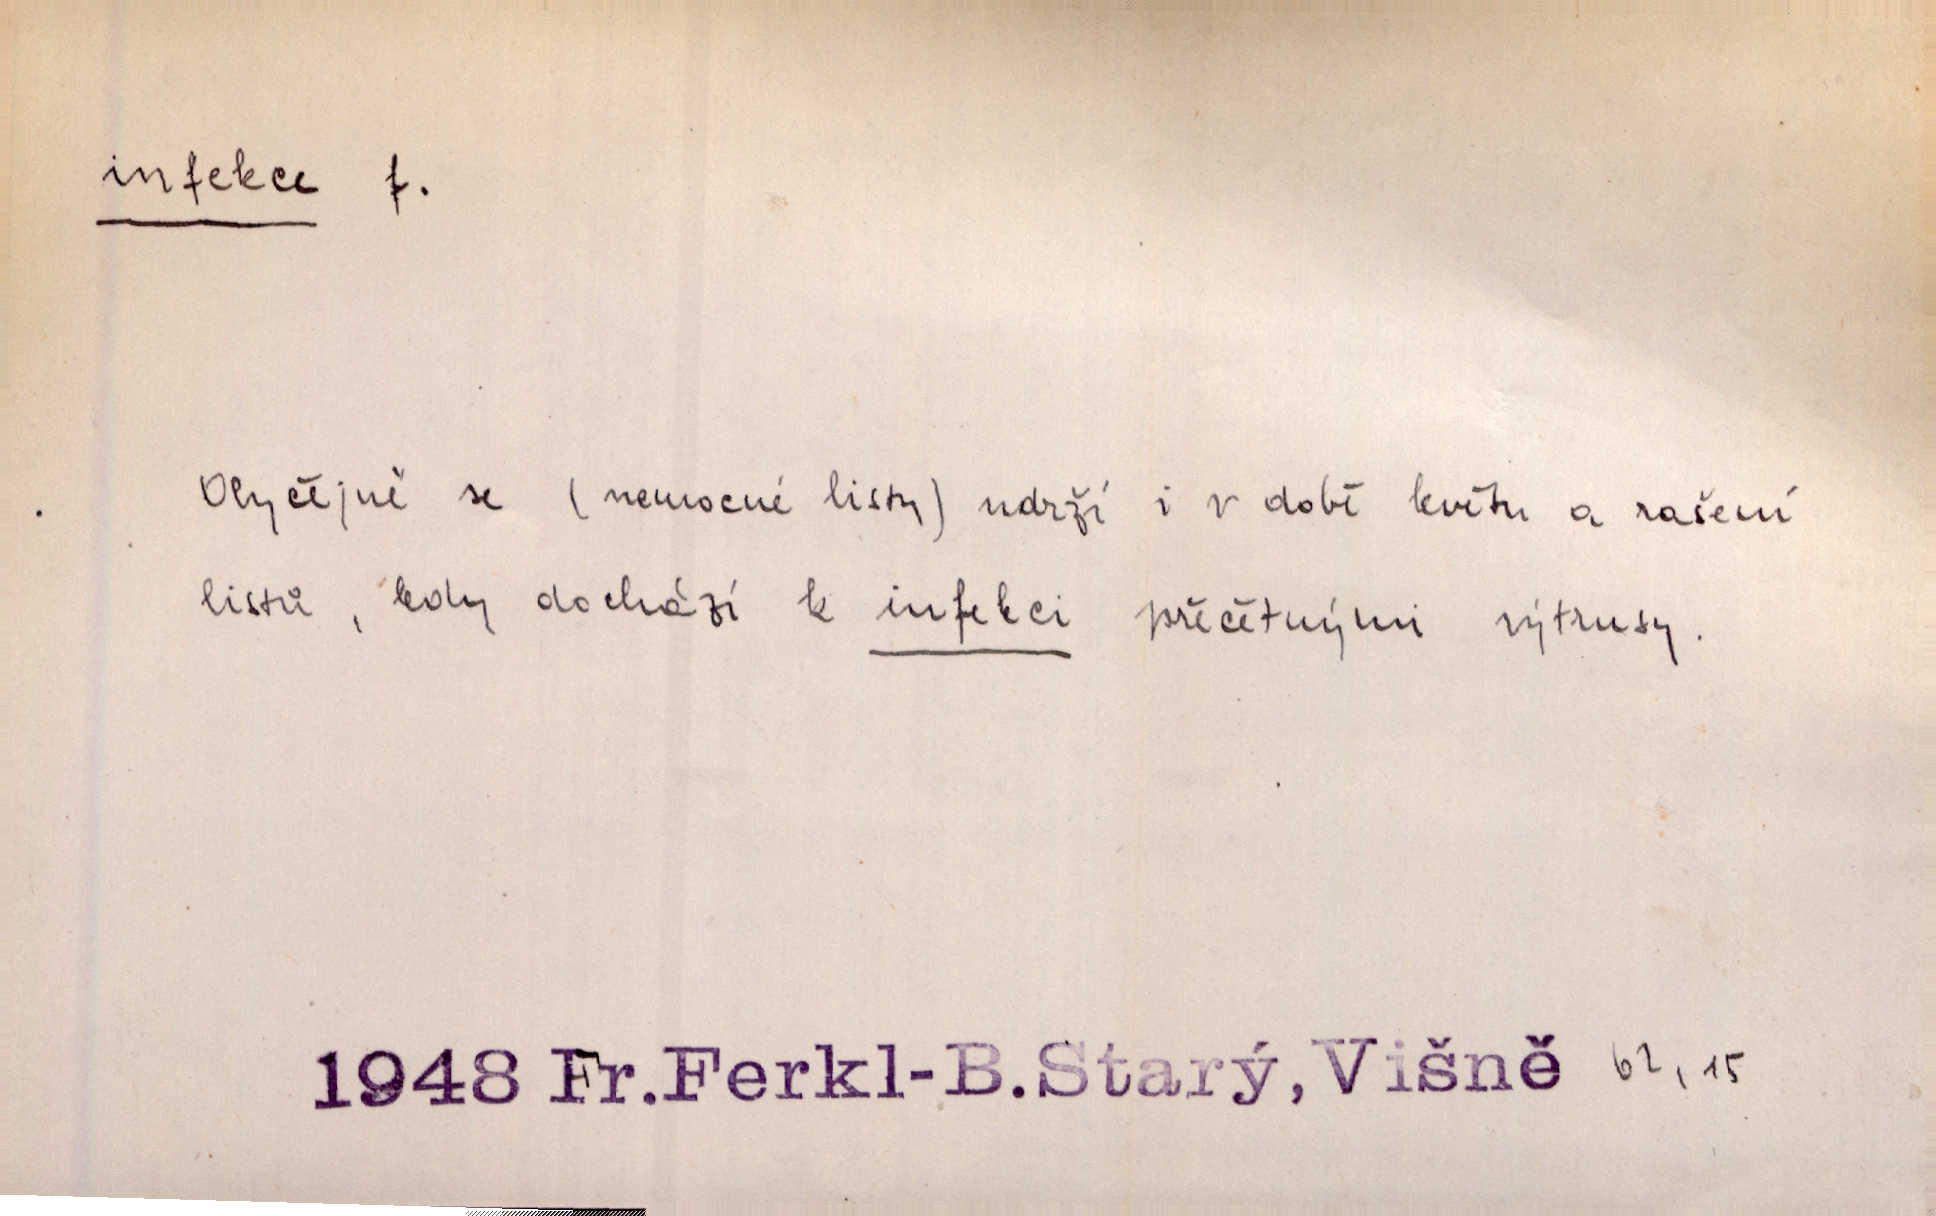 infekce f.
Obyčějně se (nemocné listy) udrží i v době květu a rašení
listů, kdy dochází k infekci přečetnými výtrusy.
1948 Fr.Ferkl-B.Starý, Višně 62, 15